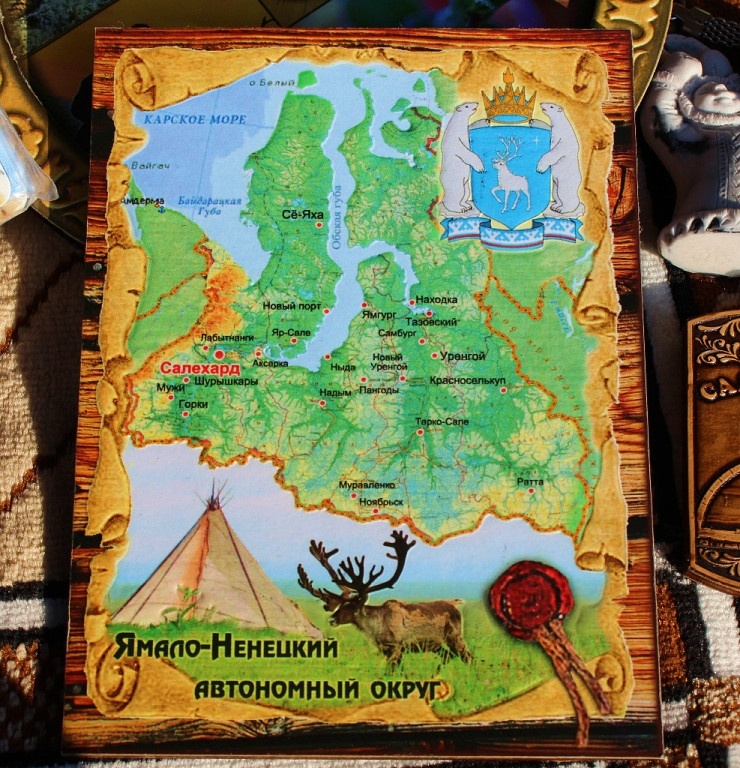 о Белый
КАРСКОЕ МОРЕ
Вайгач
Амдерма
Байдарацкая
Губа
Сё-Яха
Обская губа
Новый порт
Находка
Ямгург
Тазовский
Лабытнанги
Яр-Сале
Самбург
Салехард
Аксарка
Ныда
Новый
Уренгой
Уренгой
Мужи
Шурышкары
Красноселькуп
Надым
Пангоды
Горки
Тарко-Сале
Муравленко
Ратта
Ноябрьск
Ямало-Ненецкий
автономный округ
СА